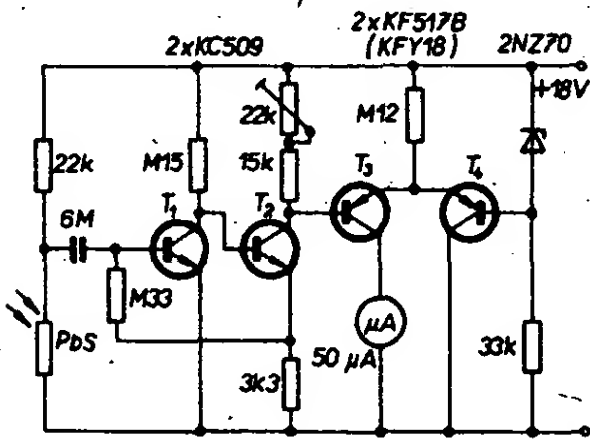 2xKF517B
2xKC509
(KFY18)
2NZ70
+18V
22k
M12
M15
22k
15k
T3
T4
6M
T1
T2
M33
μA
PbS
50 μA
33k
3k3